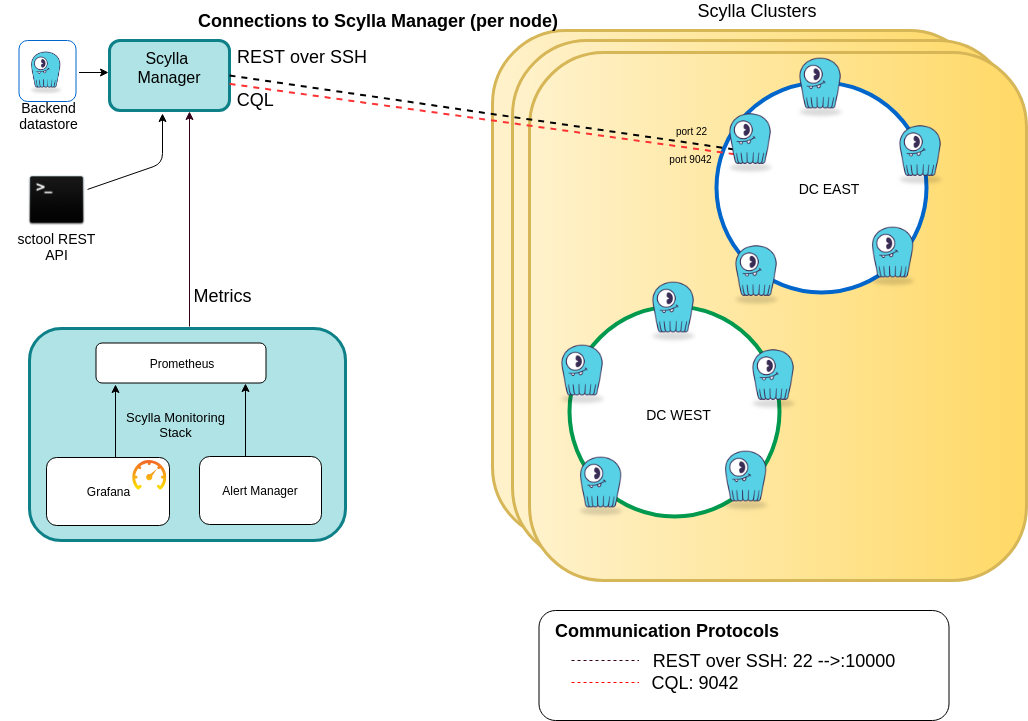 Connections to Scylla Manager (per node)
Scylla Clusters
Scylla
Manager
REST over SSH
CQL
Backend
datastore
port 22
port 9042
DC EAST
>_
sctool REST
API
Metrics
Prometheus
Scylla Monitoring
Stack
Grafana
Alert Manager
DC WEST
Communication Protocols
REST over SSH: 22 -->:10000
CQL: 9042